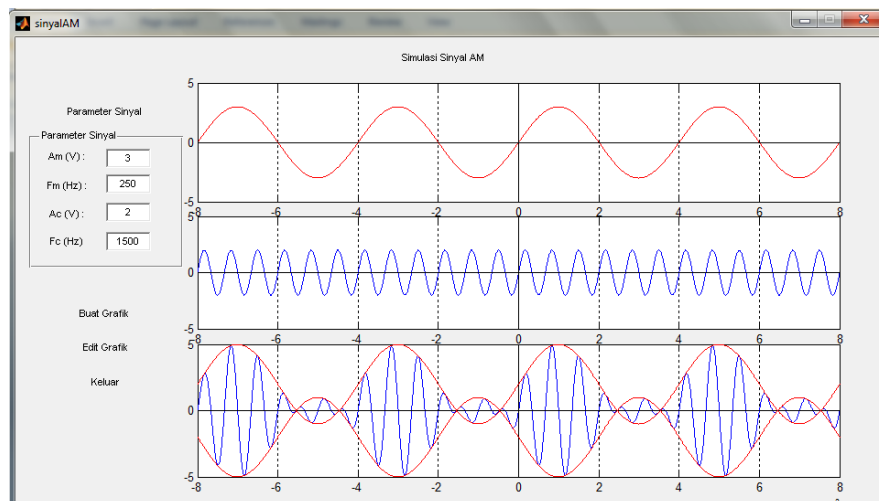 sinyalAM
Simulasi Sinyal AM
Parameter Sinyal
Parameter Sinyal
Am (V) : 3
Fm (Hz) : 250
Ac (V) : 2
Fc (Hz) 1500
Buat Grafik
Edit Grafik
Keluar
5
0
-5
-8 -6 -4 -2 0 2 4 6 8
5
0
-5
-8 -6 -4 -2 0 2 4 6 8
5
0
-5
-8 -6 -4 -2 0 2 4 6 8